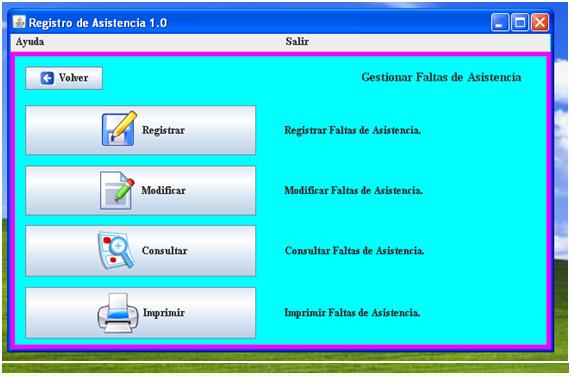 Registro de Asistencia 1.0
Ayuda Salir
Volver Gestionar Faltas de Asistencia
Registrar Registrar Faltas de Asistencia.
Modificar Modificar Faltas de Asistencia.
Consultar Consultar Faltas de Asistencia.
Imprimir Imprimir Faltas de Asistencia.